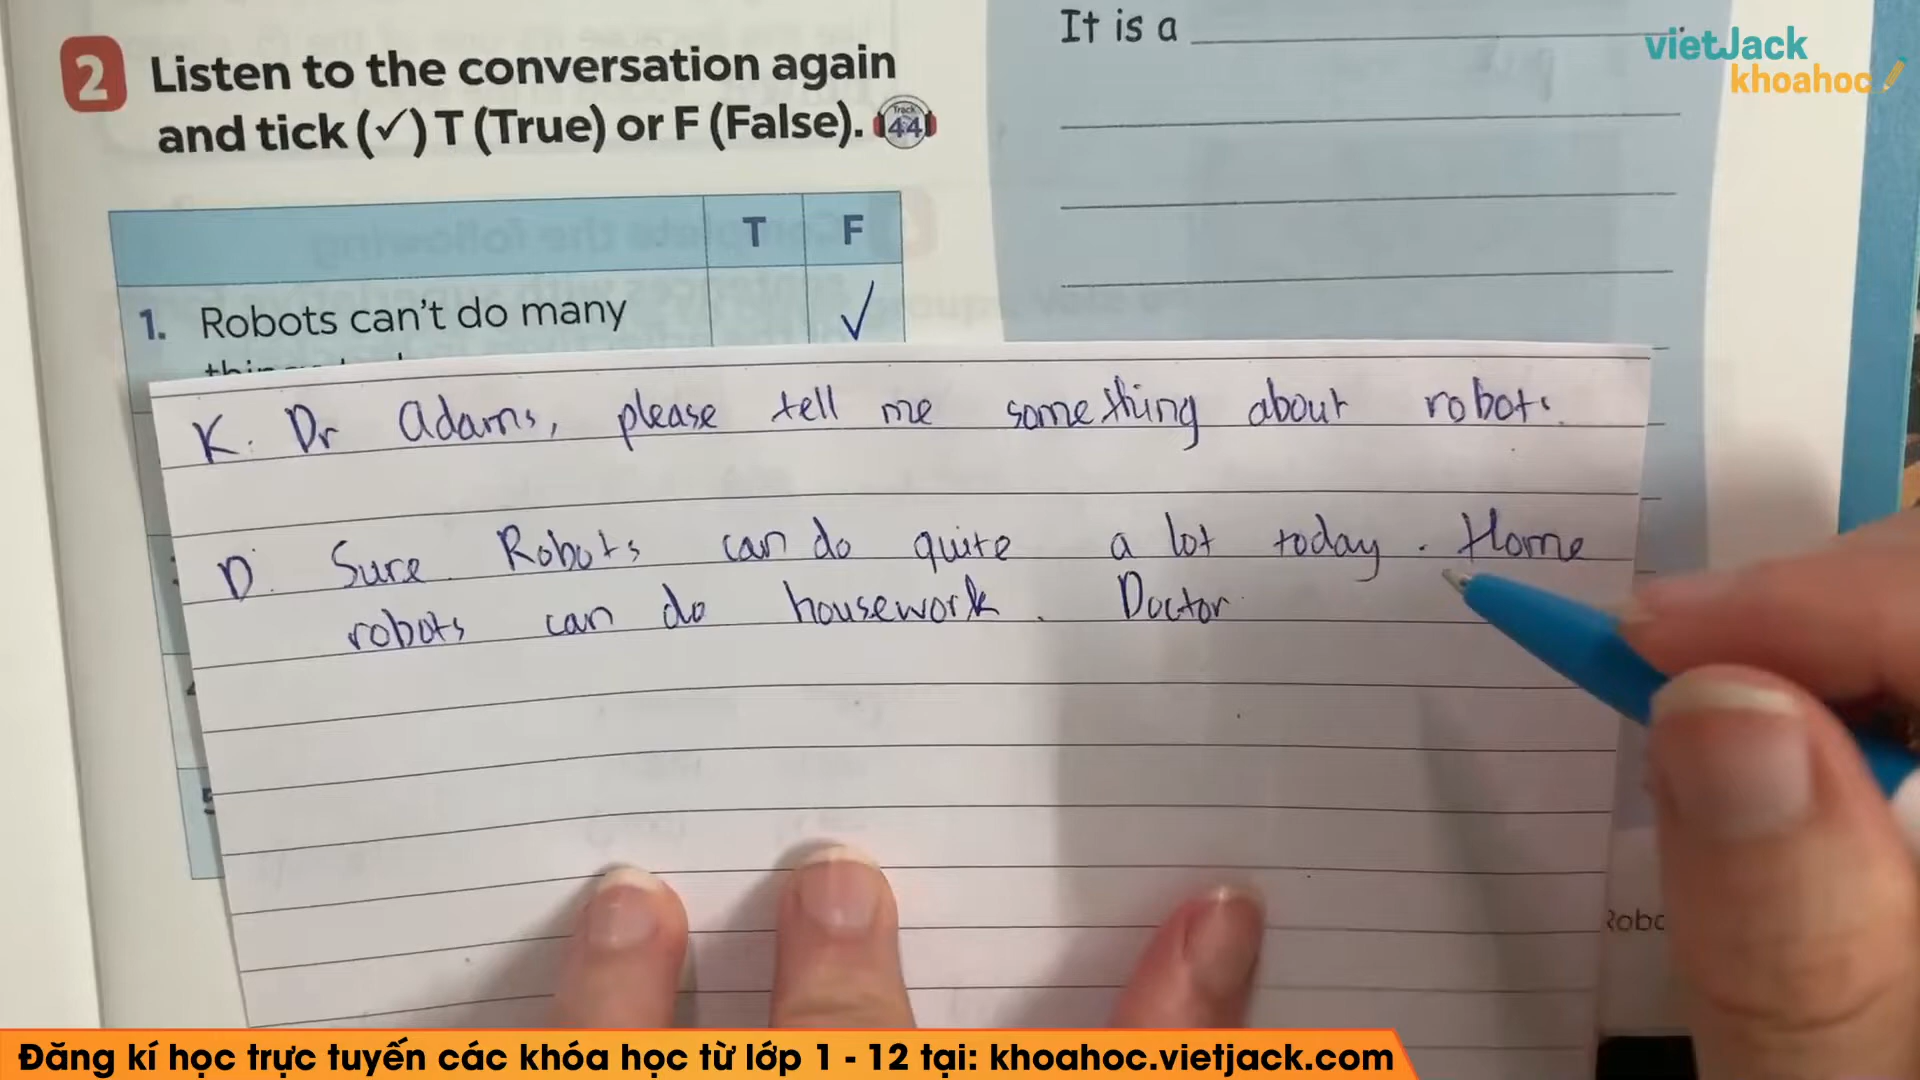 2 Listen to the conversation again
and tick (✓) T (True) or F (False).
Track 44
T F
1. Robots can't do many
✓
It is a
vietJack
khoahoc
K. Dr Adams, please tell me something about robots.
D. Sure. Robots can do quite a lot today. Home
robots can do housework. Doctor
Robo
Đăng kí học trực tuyến các khóa học từ lớp 1 - 12 tại: khoahoc.vietjack.com